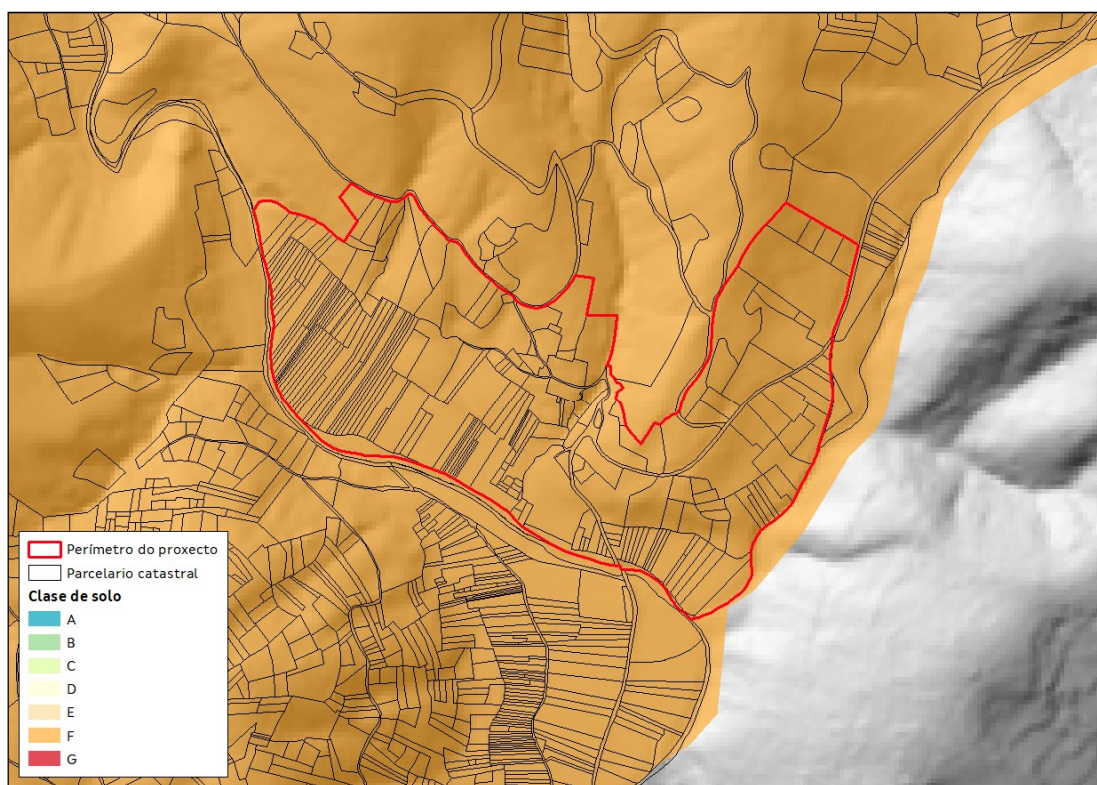 Perímetro do proxecto
Parcelario catastral
Clase de solo
A
B
C
D
E
F
G